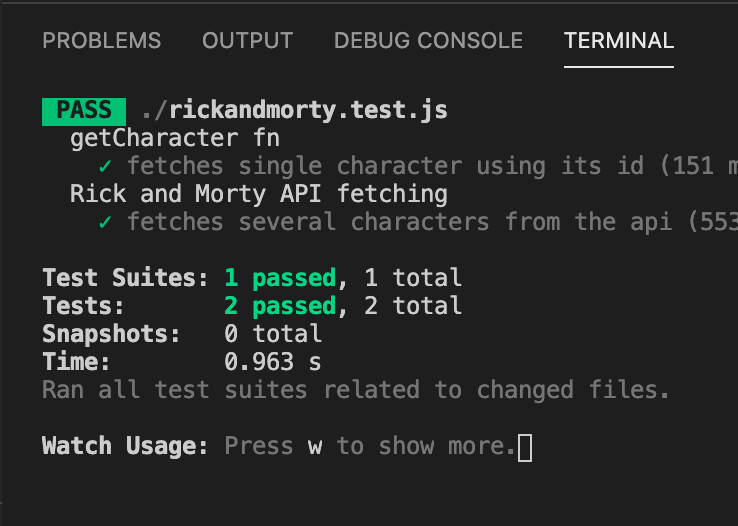 PROBLEMS OUTPUT DEBUG CONSOLE TERMINAL
PASS ./rickandmorty.test.js
getCharacter fn
✓ fetches single character using its id (151 m
Rick and Morty API fetching
✓ fetches several characters from the api (553
Test Suites: 1 passed, 1 total
Tests: 2 passed, 2 total
Snapshots: 0 total
Time: 0.963 s
Ran all test suites related to changed files.
Watch Usage: Press w to show more.